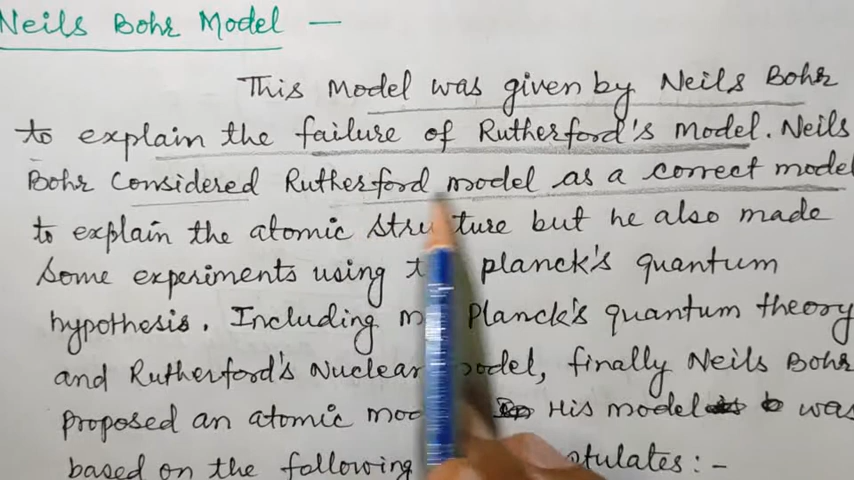 Neils Bohr Model —
This Model was given by Neils Bohr
to explain the failure of Rutherford's model. Neils
Bohr Considered Rutherford model as a correct model
to explain the atomic structure but he also made
some experiments using planck's quantum
hypothesis. Including Planck's quantum theory
and Rutherford's Nuclear model, finally Neils Bohr
proposed an atomic His model was
based on the following :-